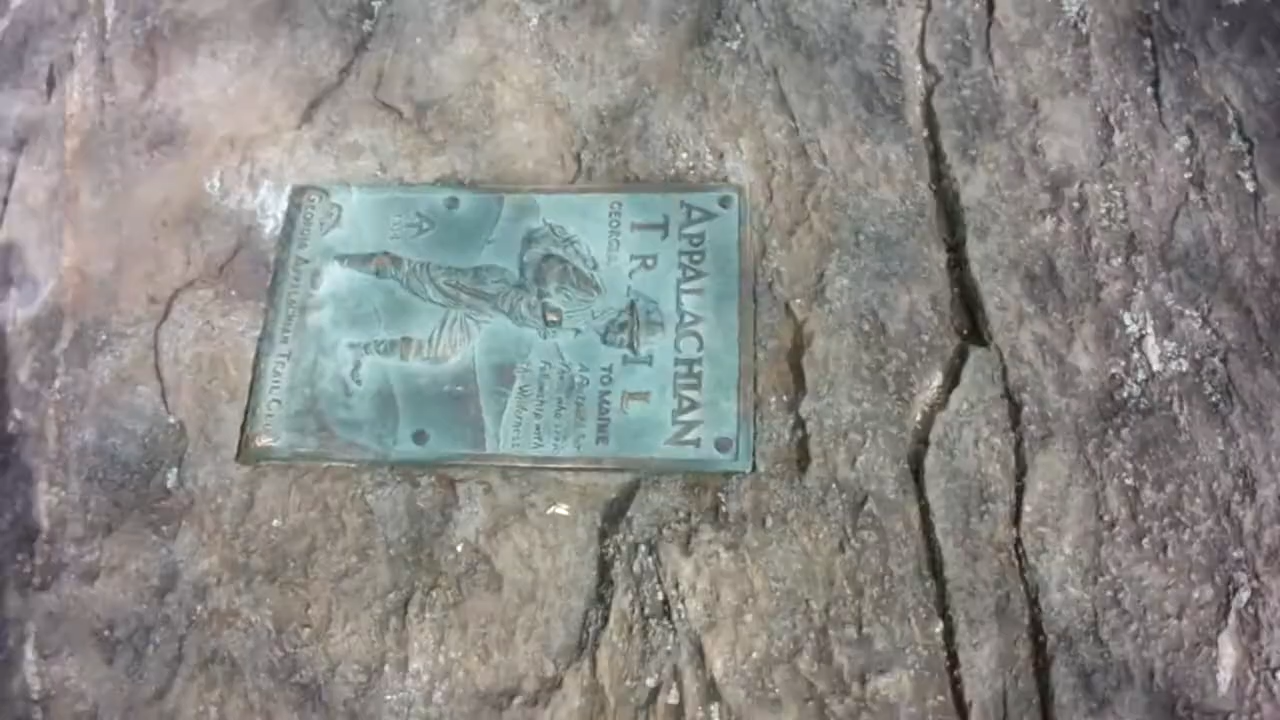 APPALACHIAN
TRAIL
GEORGIA
TO MAINE
A Footpath for
Those who seek
Fellowship with
the Wilderness
GEORGIA APPALACHIAN TRAIL CLUB